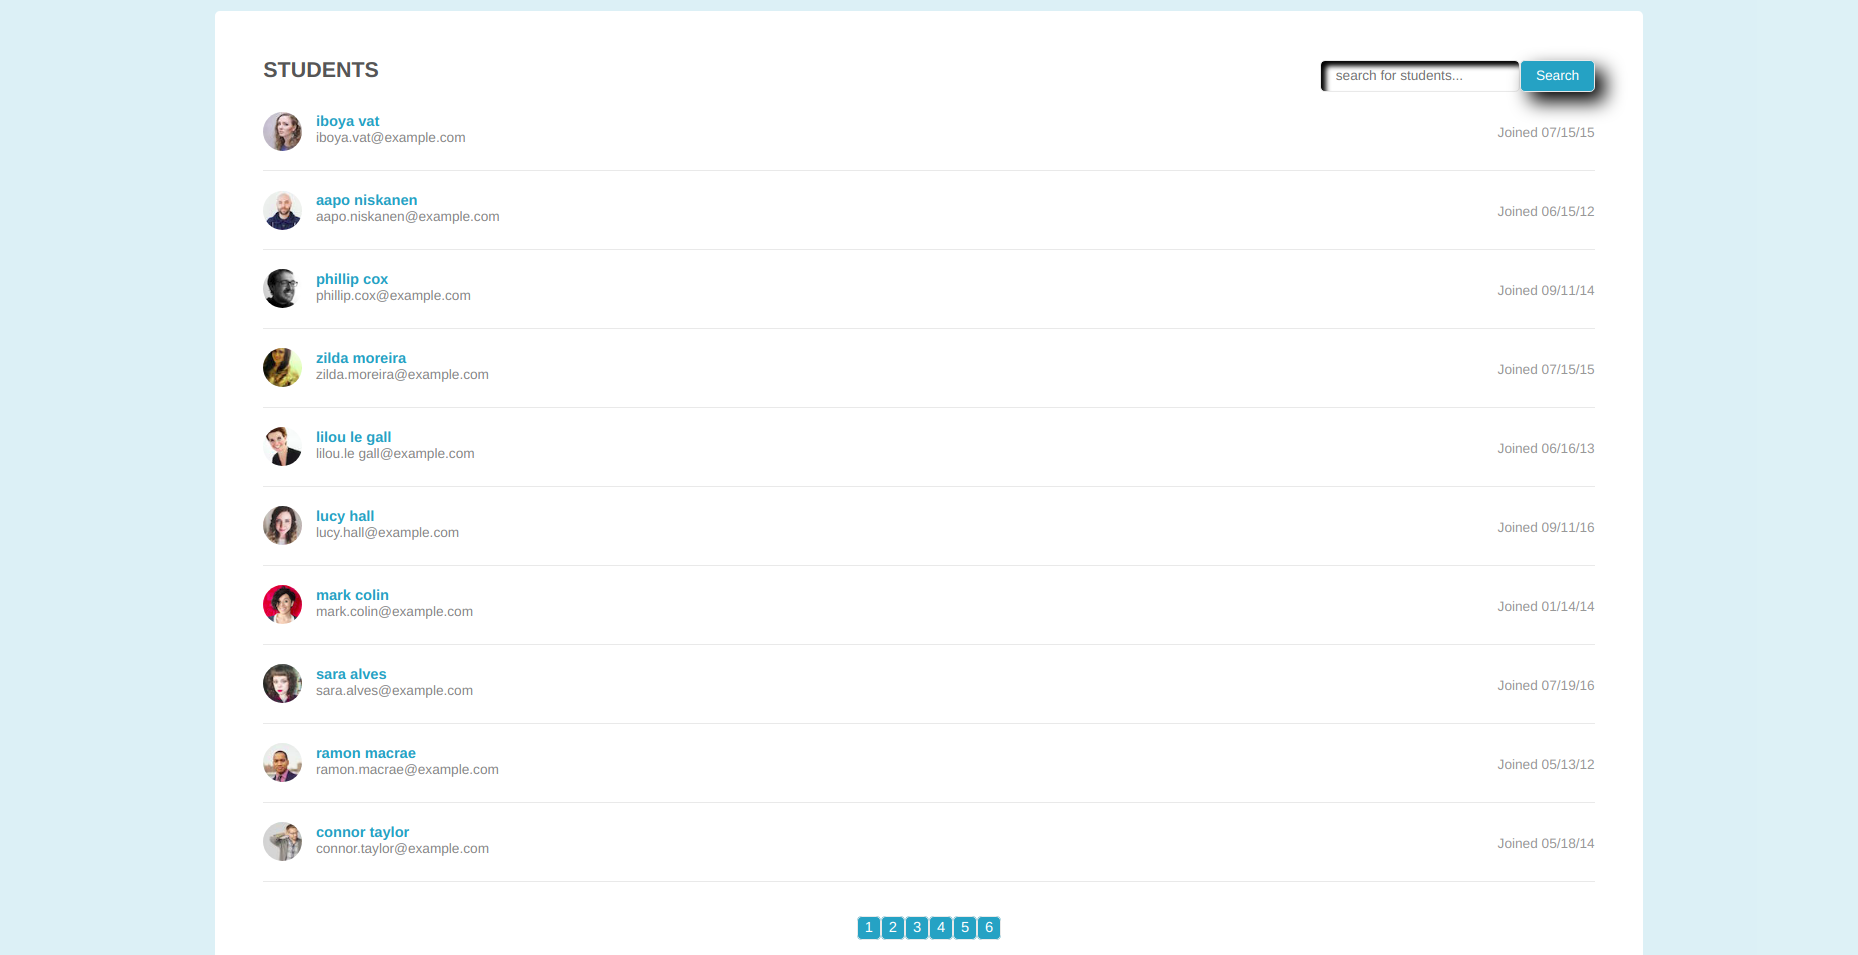 STUDENTS
search for students...
Search
iboya vat
iboya.vat@example.com
Joined 07/15/15
aapo niskanen
aapo.niskanen@example.com
Joined 06/15/12
phillip cox
phillip.cox@example.com
Joined 09/11/14
zilda moreira
zilda.moreira@example.com
Joined 07/15/15
lilou le gall
lilou.le gall@example.com
Joined 06/16/13
lucy hall
lucy.hall@example.com
Joined 09/11/16
mark colin
mark.colin@example.com
Joined 01/14/14
sara alves
sara.alves@example.com
Joined 07/19/16
ramon macrae
ramon.macrae@example.com
Joined 05/13/12
connor taylor
connor.taylor@example.com
Joined 05/18/14
1 2 3 4 5 6